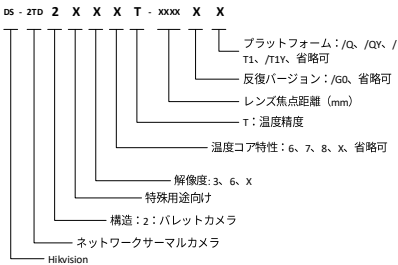 DS - 2TD 2 X X X T - XXXX X X
プラットフォーム：/Q、/QY、/
T1、/T1Y、省略可
反復バージョン：/G0、省略可
レンズ焦点距離（mm）
T：温度精度
温度コア特性：6、7、8、X、省略可
解像度: 3、6、X
特殊用途向け
構造：2：バレットカメラ
ネットワークサーマルカメラ
Hikvision